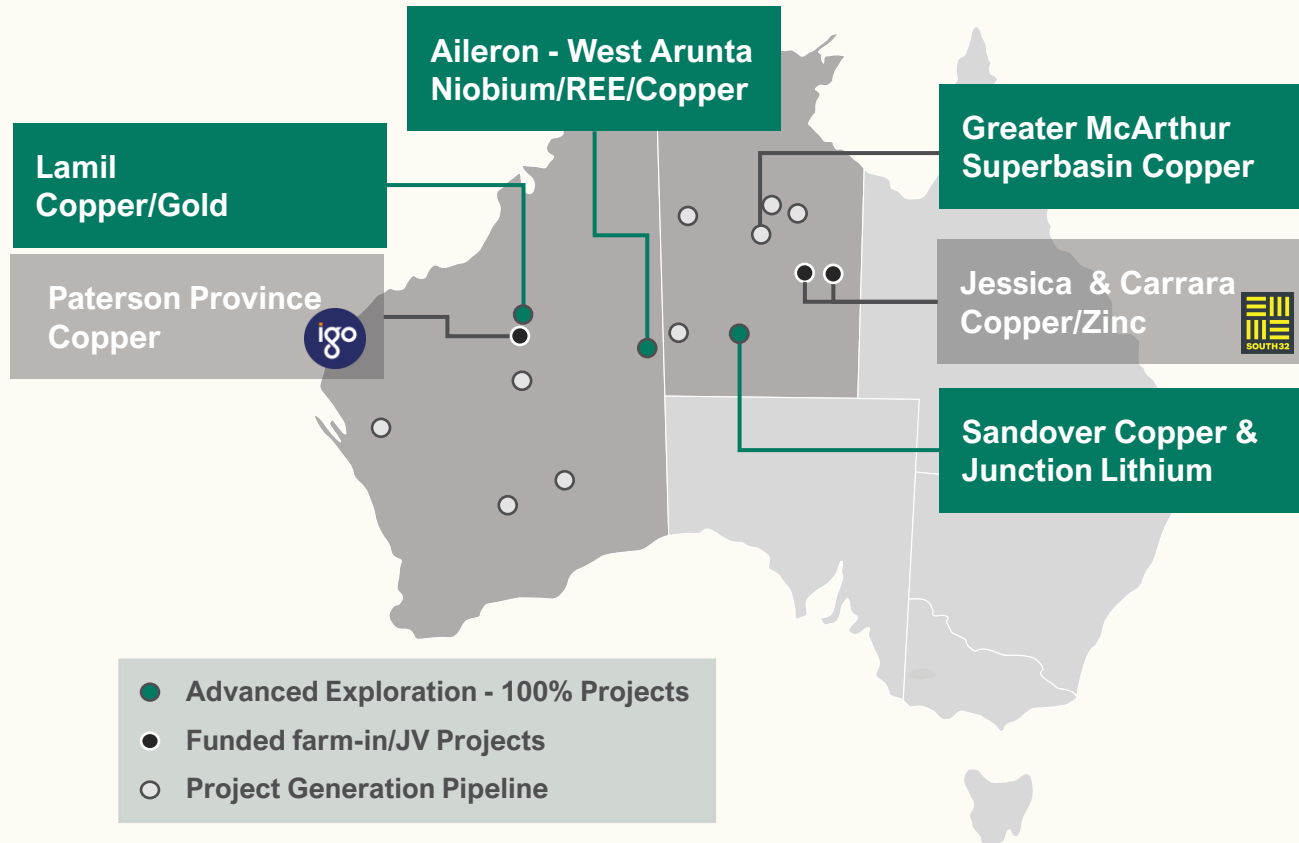 Aileron - West Arunta
Niobium/REE/Copper
Lamil
Copper/Gold
Paterson Province
Copper
igo
Greater McArthur
Superbasin Copper
Jessica & Carrara
Copper/Zinc
SOUTH32
Sandover Copper &
Junction Lithium
Advanced Exploration - 100% Projects
Funded farm-in/JV Projects
Project Generation Pipeline